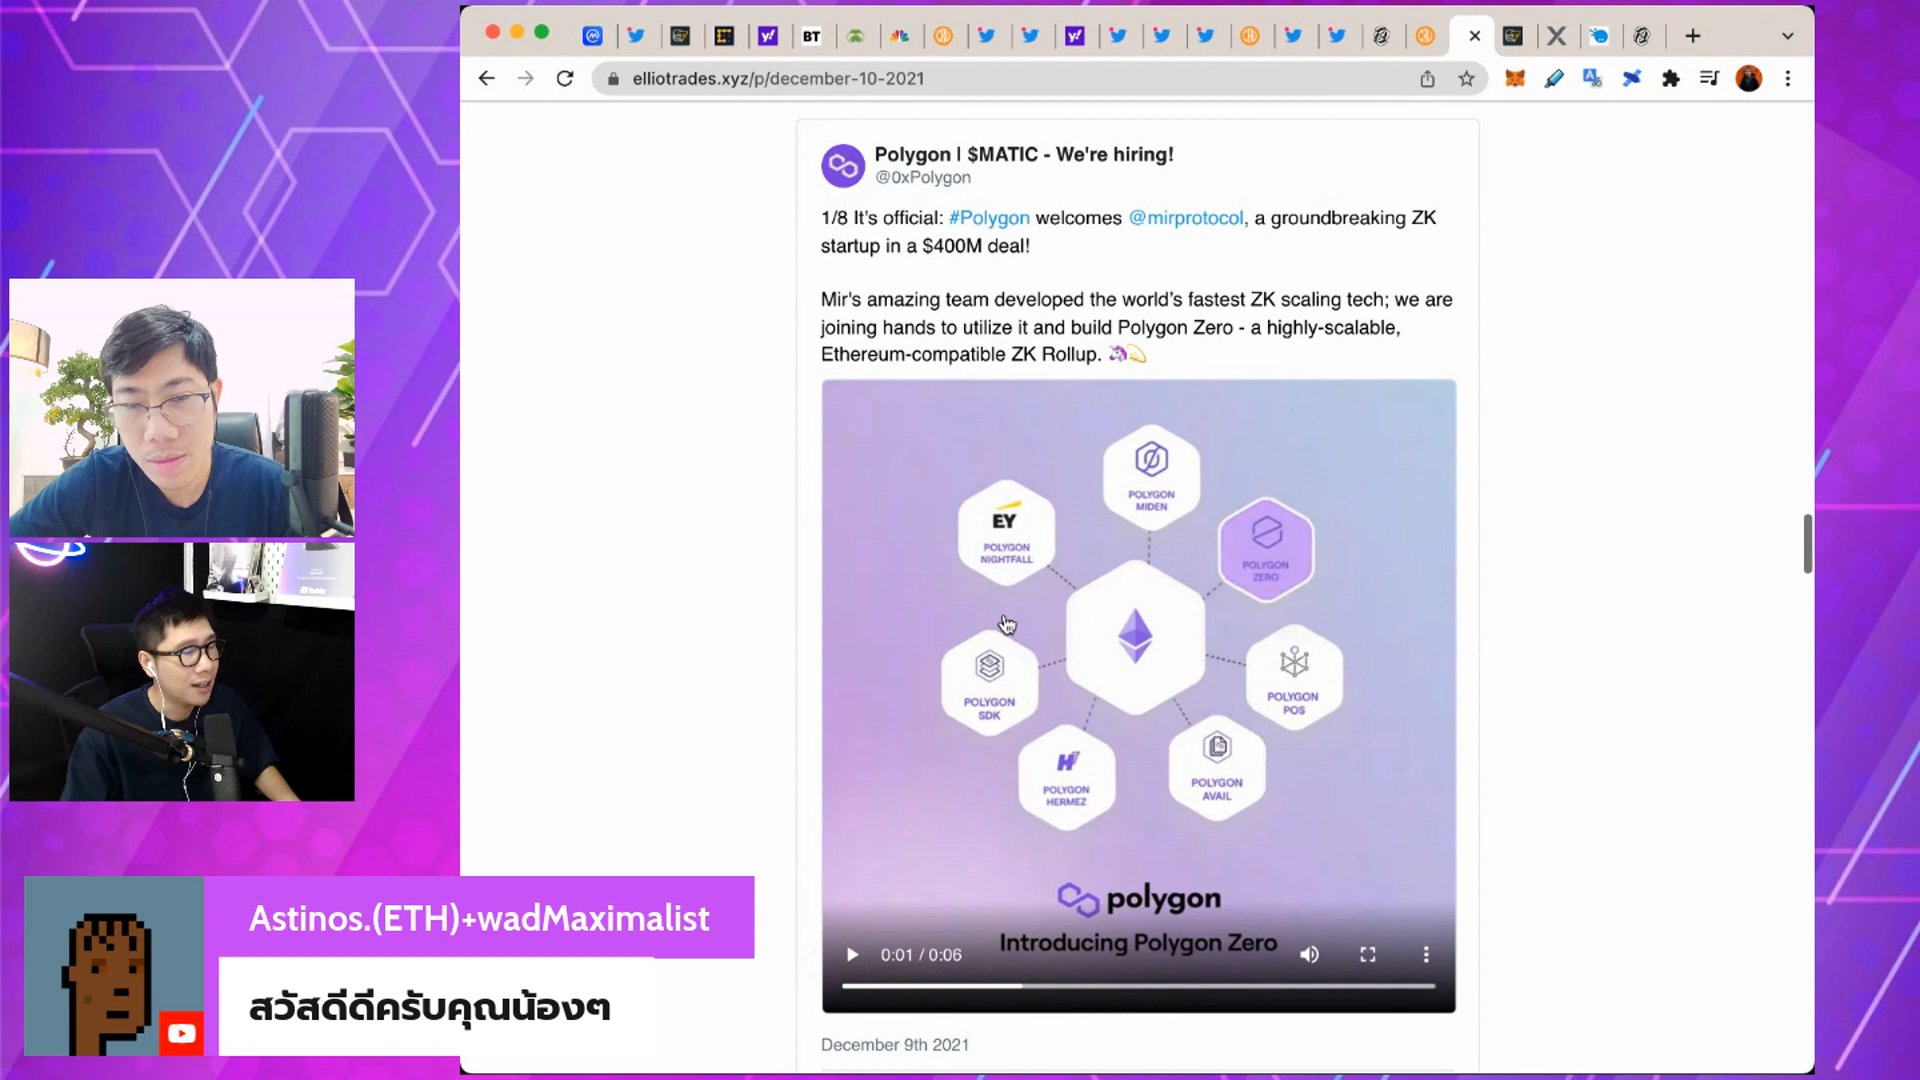 BT
elliotrades.xyz/p/december-10-2021
Polygon | $MATIC - We're hiring!
@0xPolygon
1/8 It's official: #Polygon welcomes @mirprotocol, a groundbreaking ZK
startup in a $400M deal!
Mir's amazing team developed the world's fastest ZK scaling tech; we are
joining hands to utilize it and build Polygon Zero - a highly-scalable,
Ethereum-compatible ZK Rollup.
POLYGON
MIDEN
EY
POLYGON
NIGHTFALL
POLYGON
ZERO
POLYGON
SDK
POLYGON
POS
POLYGON
HERMEZ
POLYGON
AVAIL
polygon
Introducing Polygon Zero
0:01 / 0:06
December 9th 2021
Astinos.(ETH)+wadMaximalist
สวัสดีดีครับคุณน้องๆ